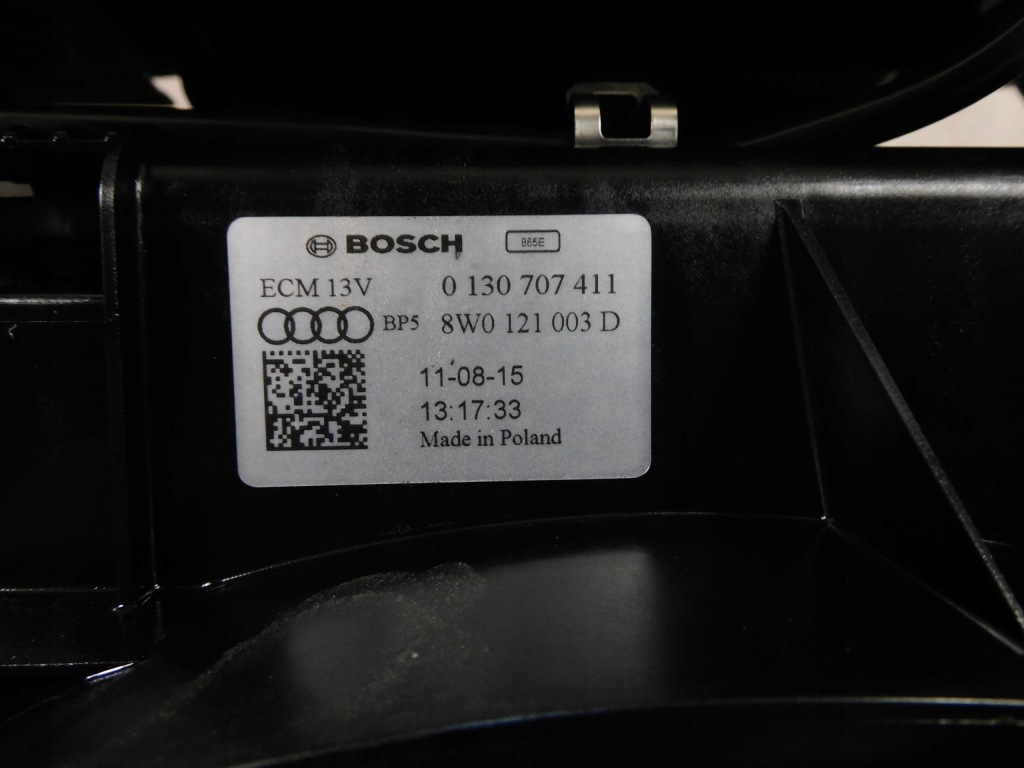 BOSCH 865E
ECM 13V 0 130 707 411
BP5 8W0 121 003 D
11-08-15
13:17:33
Made in Poland